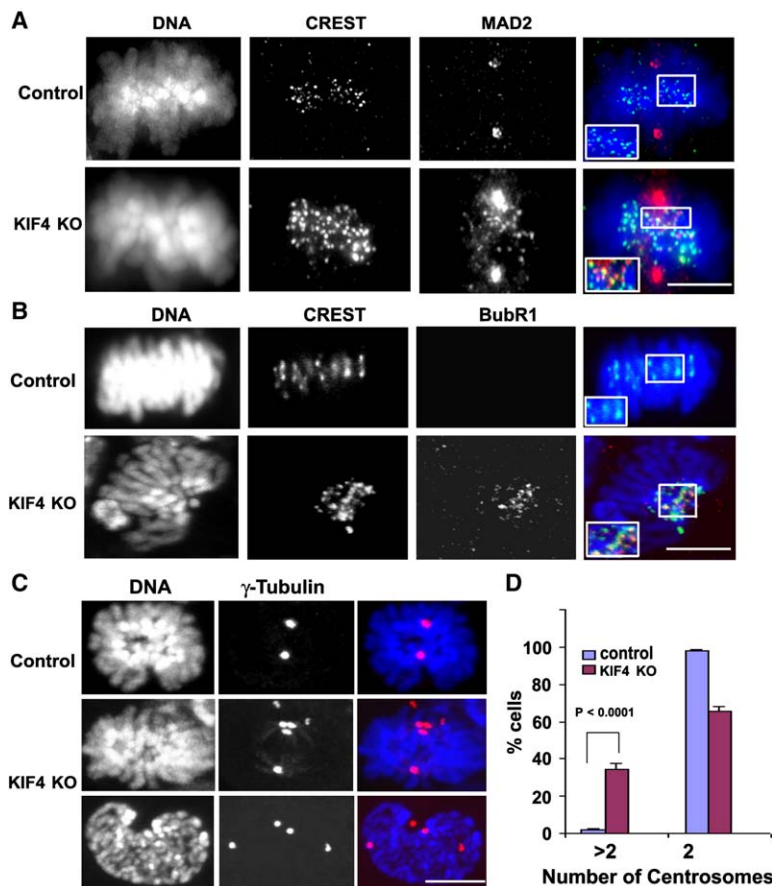 A
DNA CREST MAD2
Control
KIF4 KO
B
DNA CREST BubR1
Control
KIF4 KO
C
DNA γ-Tubulin
Control
KIF4 KO
D
100
80
60
40
20
0
% cells
control
KIF4 KO
P < 0.0001
>2 2
Number of Centrosomes